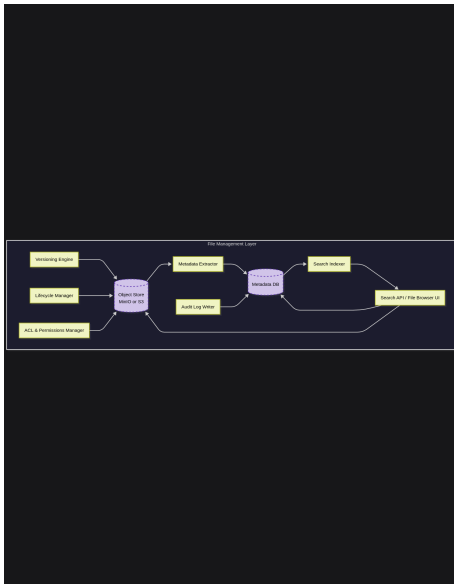 File Management Layer
Versioning Engine
Lifecycle Manager
ACL & Permissions Manager
Object Store
MinIO or S3
Metadata Extractor
Audit Log Writer
Metadata DB
Search Indexer
Search API / File Browser UI